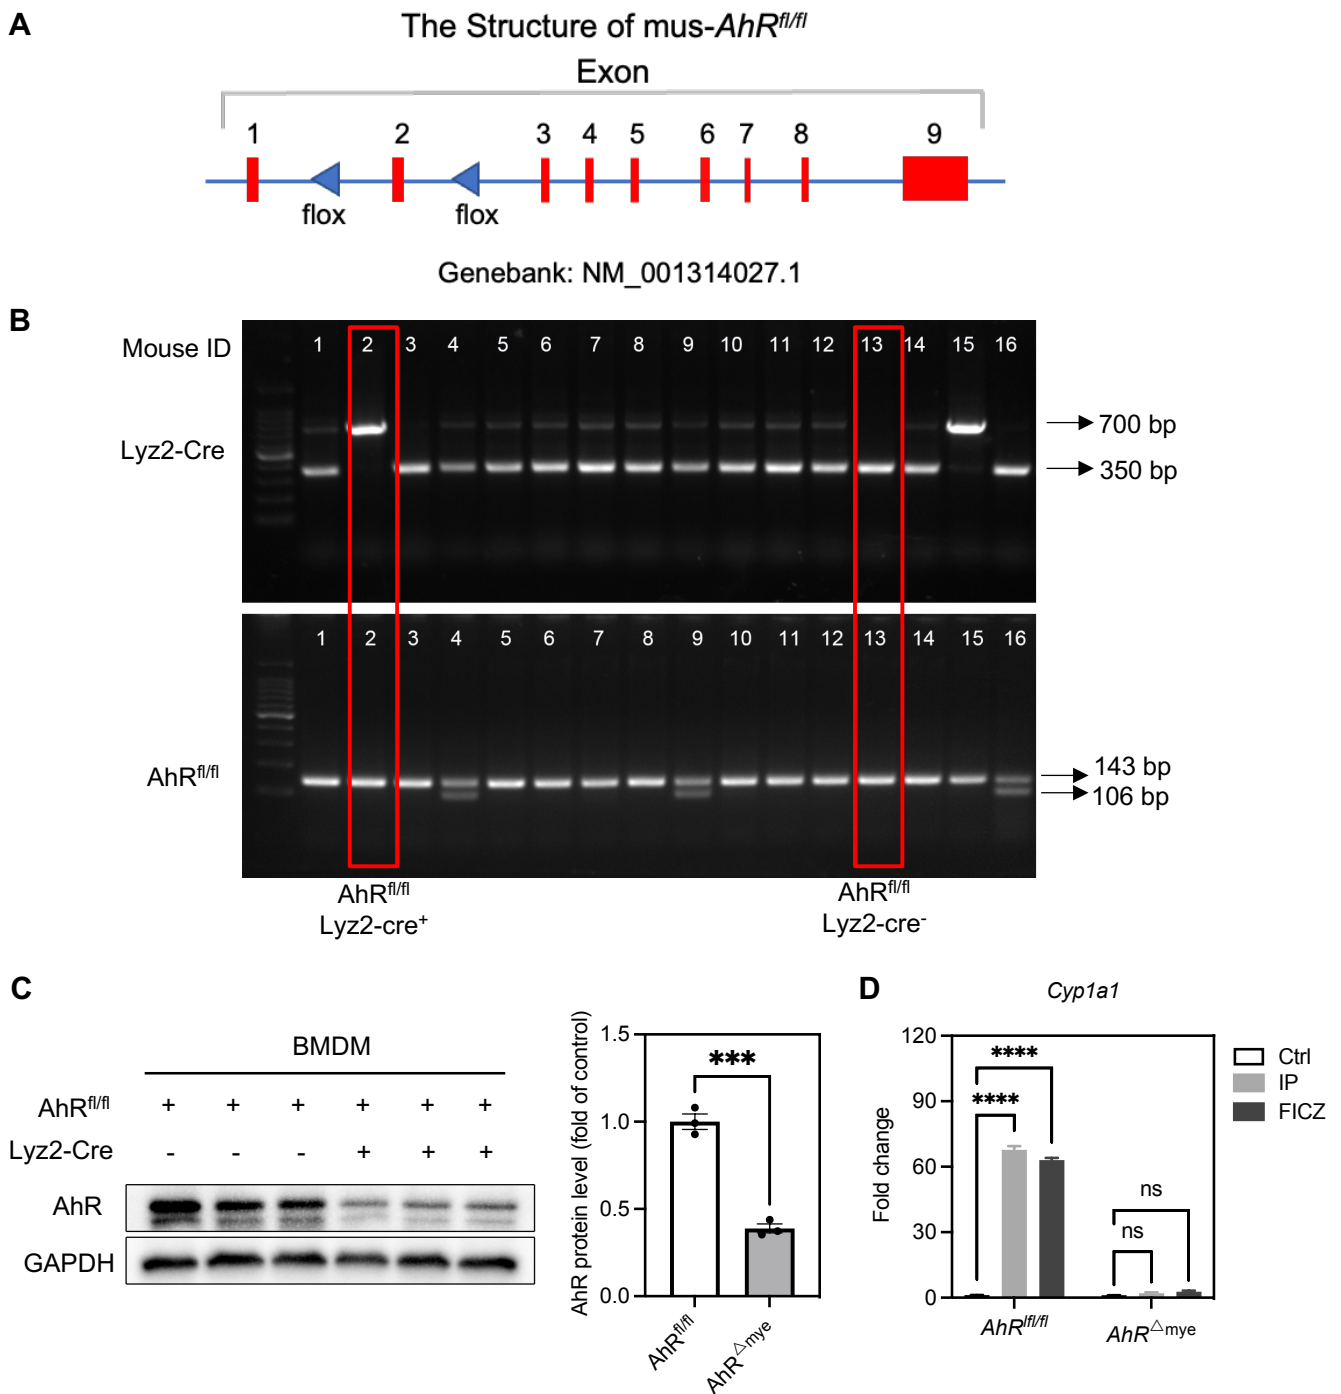 A
The Structure of mus-AhRfl/fl
Exon
1 2 3 4 5 6 7 8 9
flox flox
Genebank: NM_001314027.1
B
Mouse ID 1 2 3 4 5 6 7 8 9 10 11 12 13 14 15 16
700 bp
Lyz2-Cre
350 bp
1 2 3 4 5 6 7 8 9 10 11 12 13 14 15 16
AhRfl/fl
143 bp
106 bp
AhRfl/fl
Lyz2-cre+
AhRfl/fl
Lyz2-cre-
C
BMDM
AhRfl/fl + + + + + +
Lyz2-Cre - - - + + +
AhR
GAPDH
AhR protein level (fold of control)
1.5
1.0
0.5
0.0
***
AhRfl/fl
AhR△mye
D
Cyp1a1
Fold change
120
90
60
30
0
****
****
ns
ns
AhRlfl/fl
AhR△mye
Ctrl
IP
FICZ